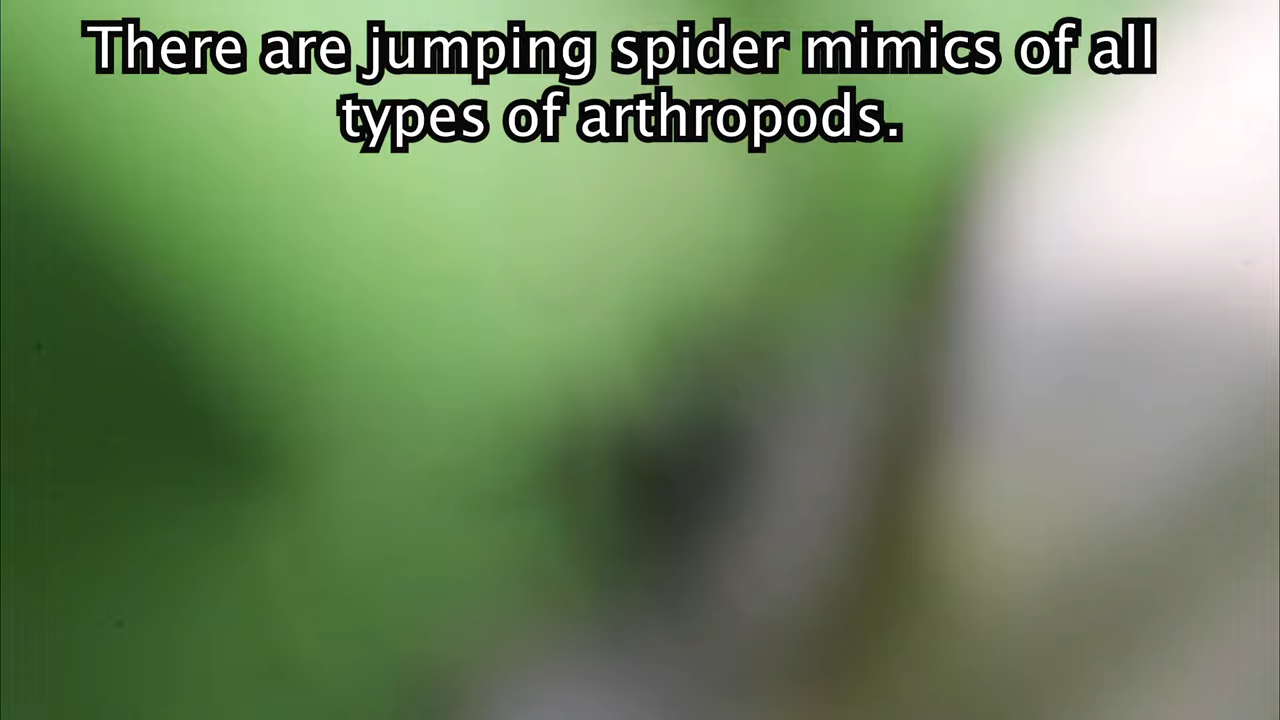 There are jumping spider mimics of all
types of arthropods.